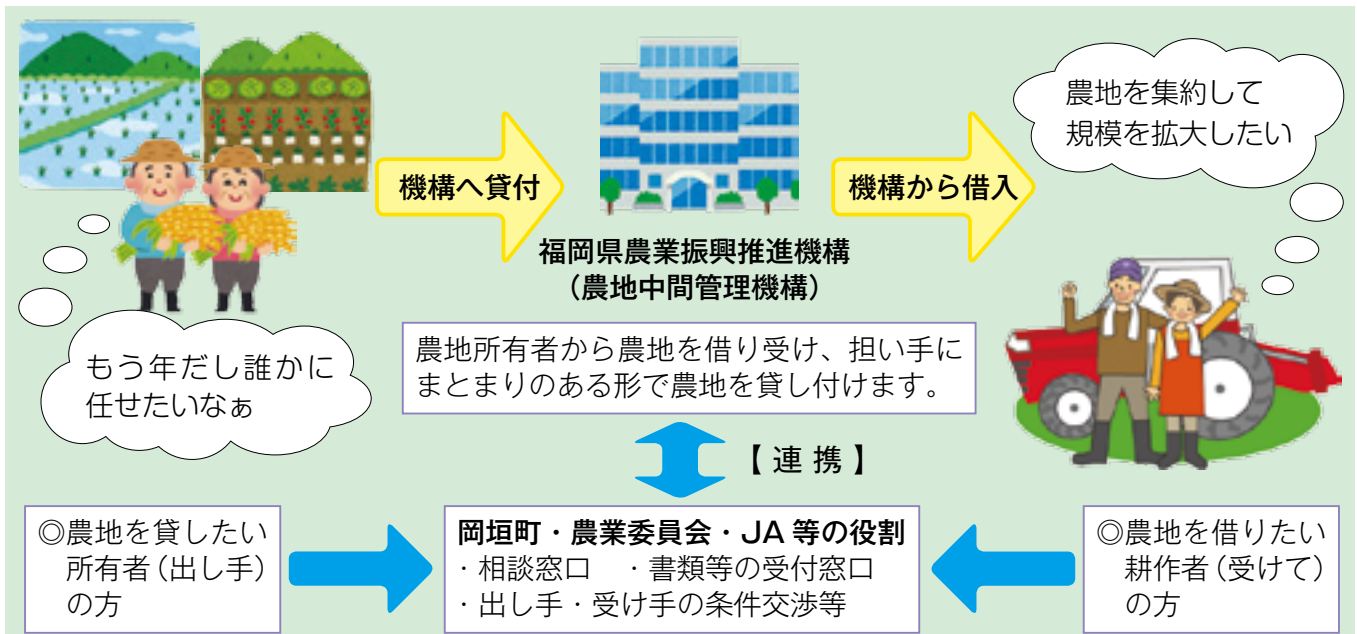 農地を集約して
規模を拡大したい
機構へ貸付
機構から借入
福岡県農業振興推進機構
（農地中間管理機構）
もう年だし誰かに
任せたいなぁ
農地所有者から農地を借り受け、担い手に
まとまりのある形で農地を貸し付けます。
【連携】
◎農地を貸したい
所有者（出し手）
の方
岡垣町・農業委員会・JA等の役割
・相談窓口　・書類等の受付窓口
・出し手・受け手の条件交渉等
◎農地を借りたい
耕作者（受けて）
の方